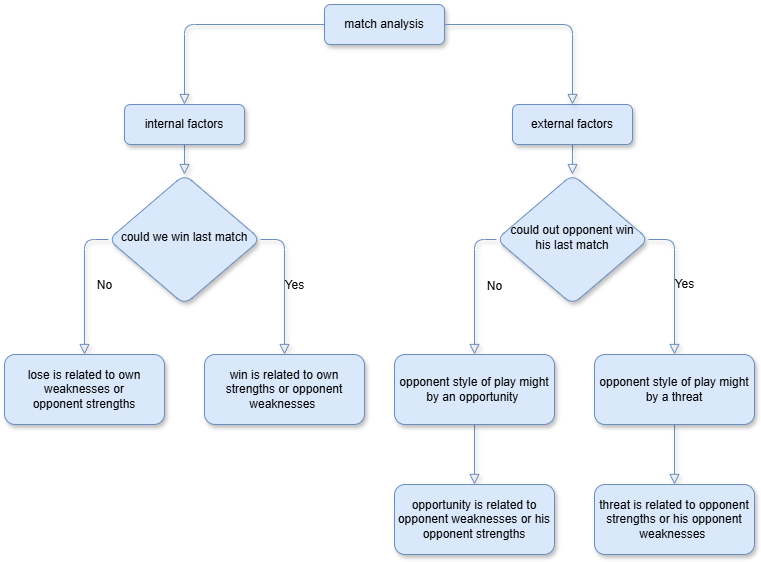 match analysis
internal factors
external factors
could we win last match
could out opponent win
his last match
No
Yes
No
Yes
lose is related to own
weaknesses or
opponent strengths
win is related to own
strengths or opponent
weaknesses
opponent style of play might
by an opportunity
opponent style of play might
by a threat
opportunity is related to
opponent weaknesses or his
opponent strengths
threat is related to opponent
strengths or his opponent
weaknesses